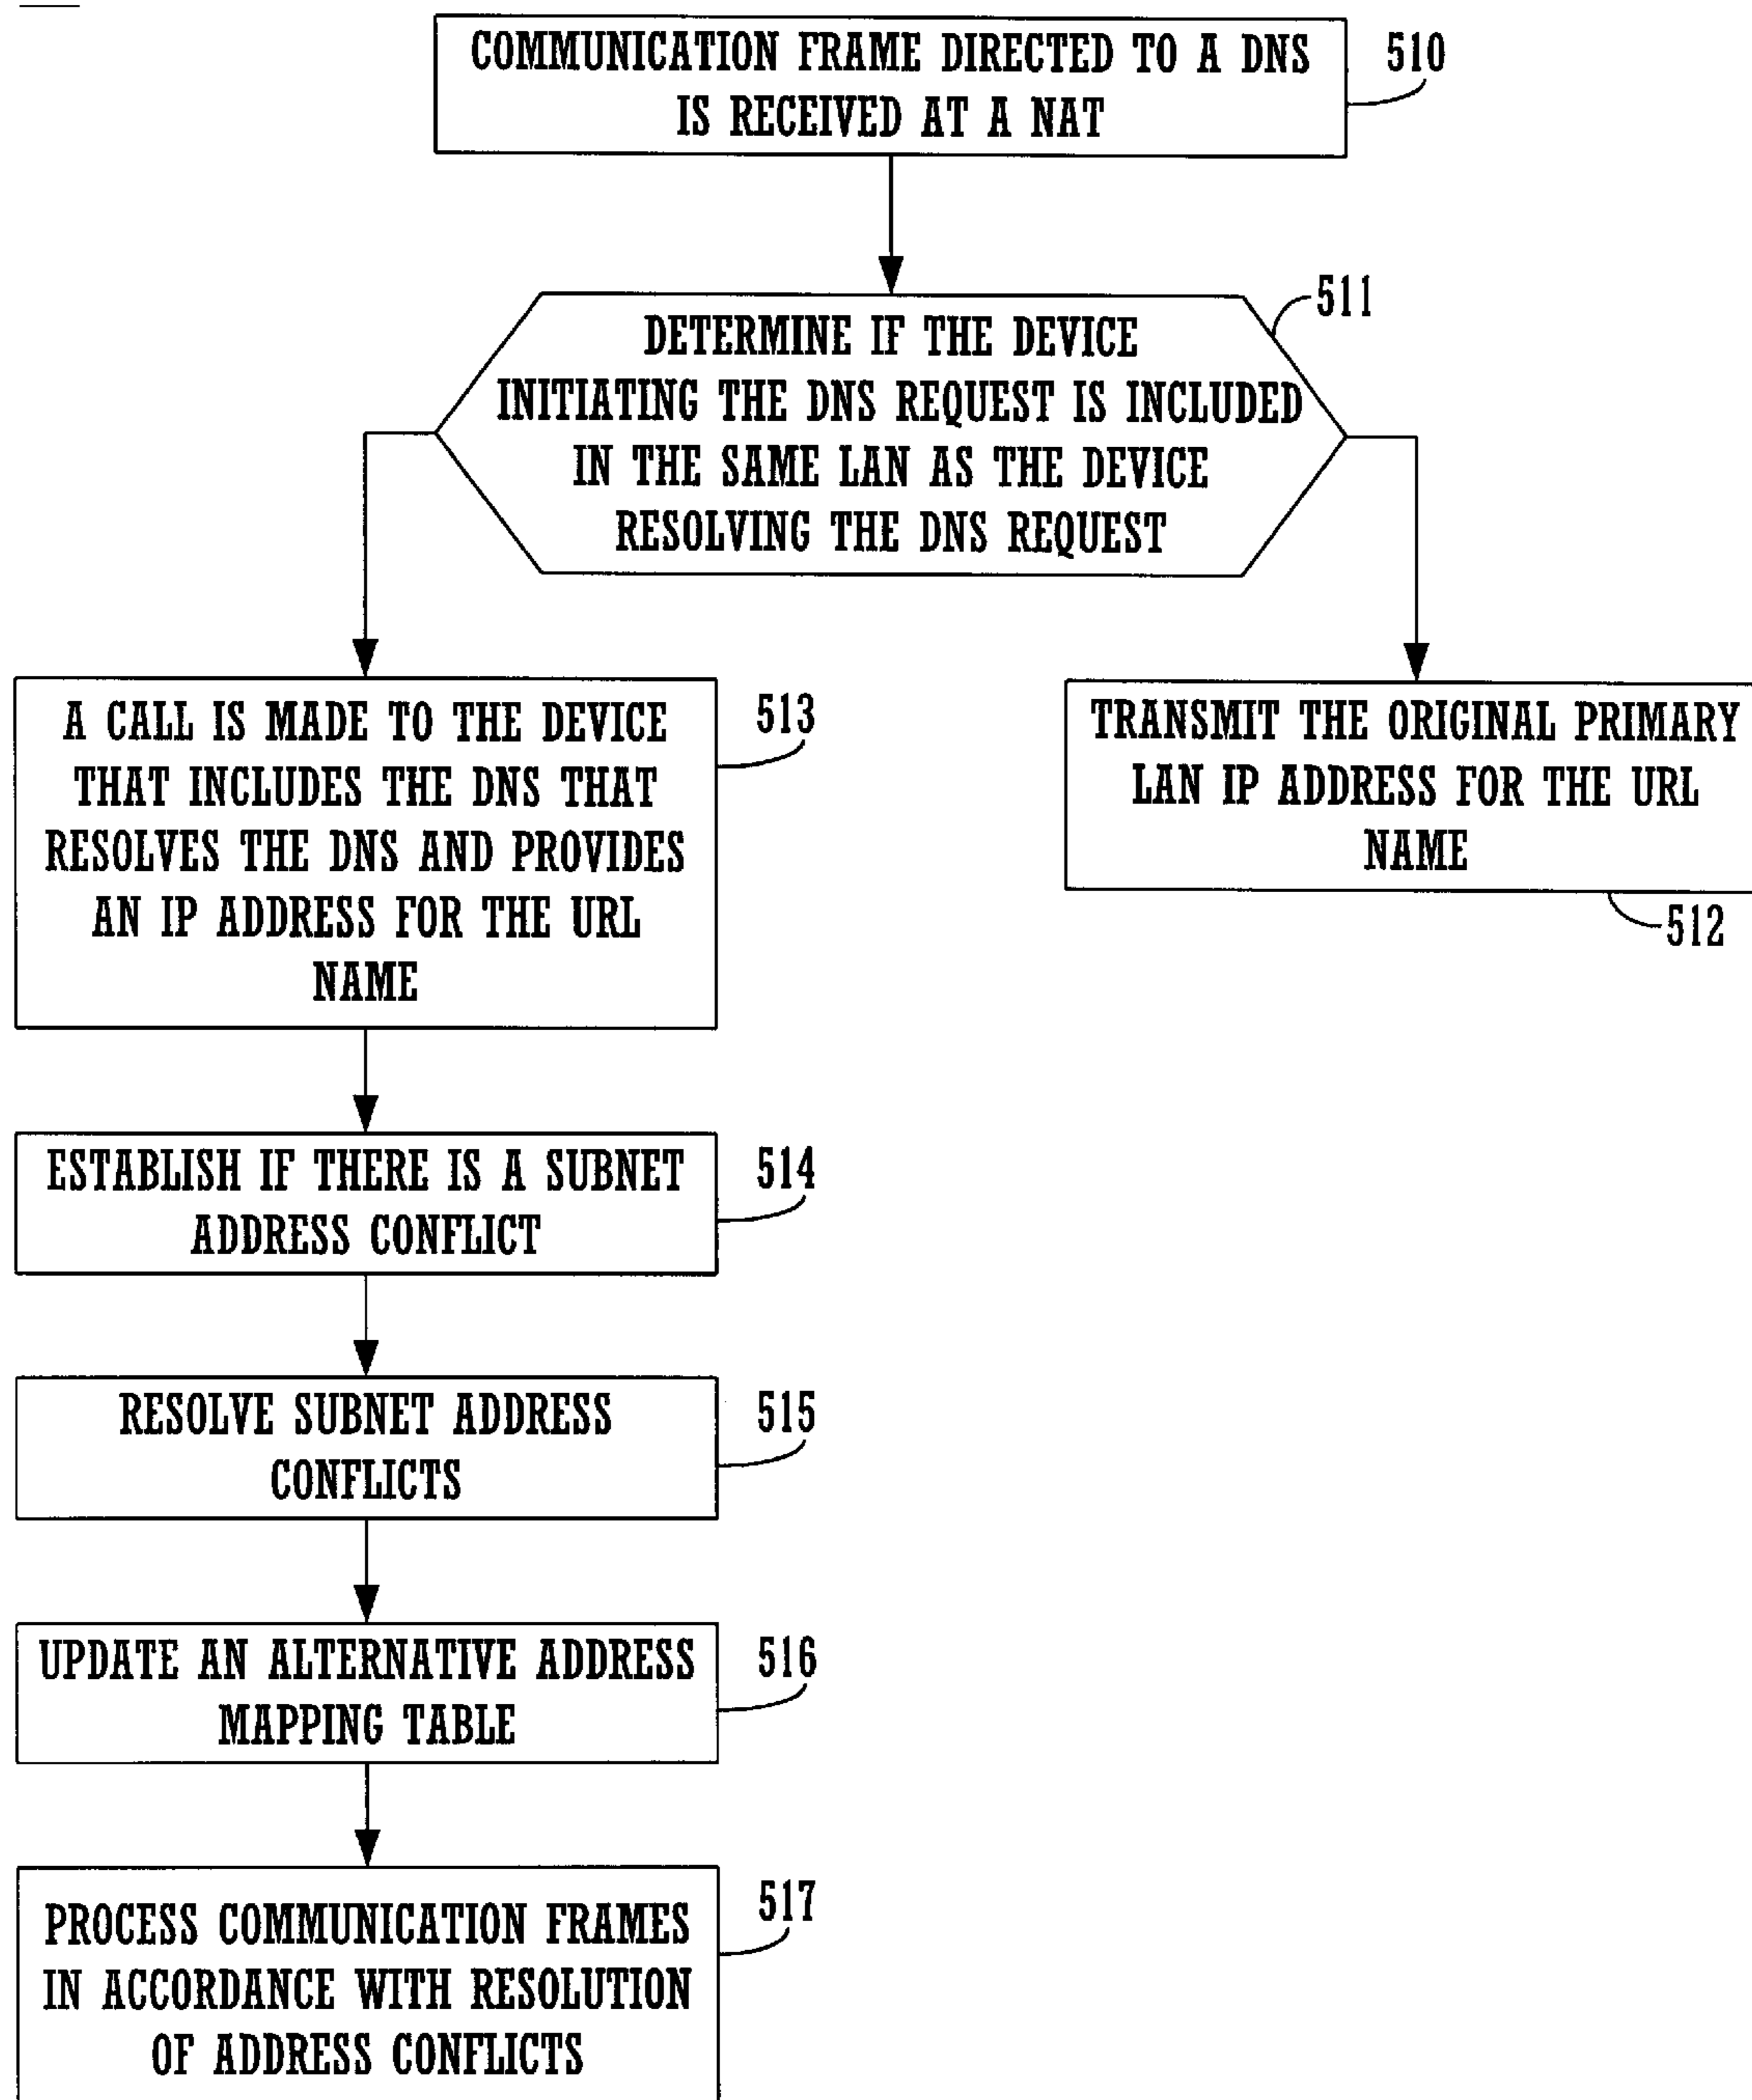 COMMUNICATION FRAME DIRECTED TO A DNS
IS RECEIVED AT A NAT
510
DETERMINE IF THE DEVICE
INITIATING THE DNS REQUEST IS INCLUDED
IN THE SAME LAN AS THE DEVICE
RESOLVING THE DNS REQUEST
511
A CALL IS MADE TO THE DEVICE
THAT INCLUDES THE DNS THAT
RESOLVES THE DNS AND PROVIDES
AN IP ADDRESS FOR THE URL
NAME
513
TRANSMIT THE ORIGINAL PRIMARY
LAN IP ADDRESS FOR THE URL
NAME
512
ESTABLISH IF THERE IS A SUBNET
ADDRESS CONFLICT
514
RESOLVE SUBNET ADDRESS
CONFLICTS
515
UPDATE AN ALTERNATIVE ADDRESS
MAPPING TABLE
516
PROCESS COMMUNICATION FRAMES
IN ACCORDANCE WITH RESOLUTION
OF ADDRESS CONFLICTS
517